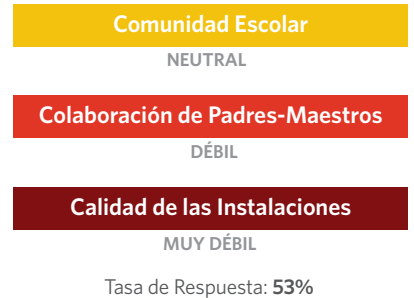 Comunidad Escolar
NEUTRAL
Colaboración de Padres-Maestros
DÉBIL
Calidad de las Instalaciones
MUY DÉBIL
Tasa de Respuesta: 53%